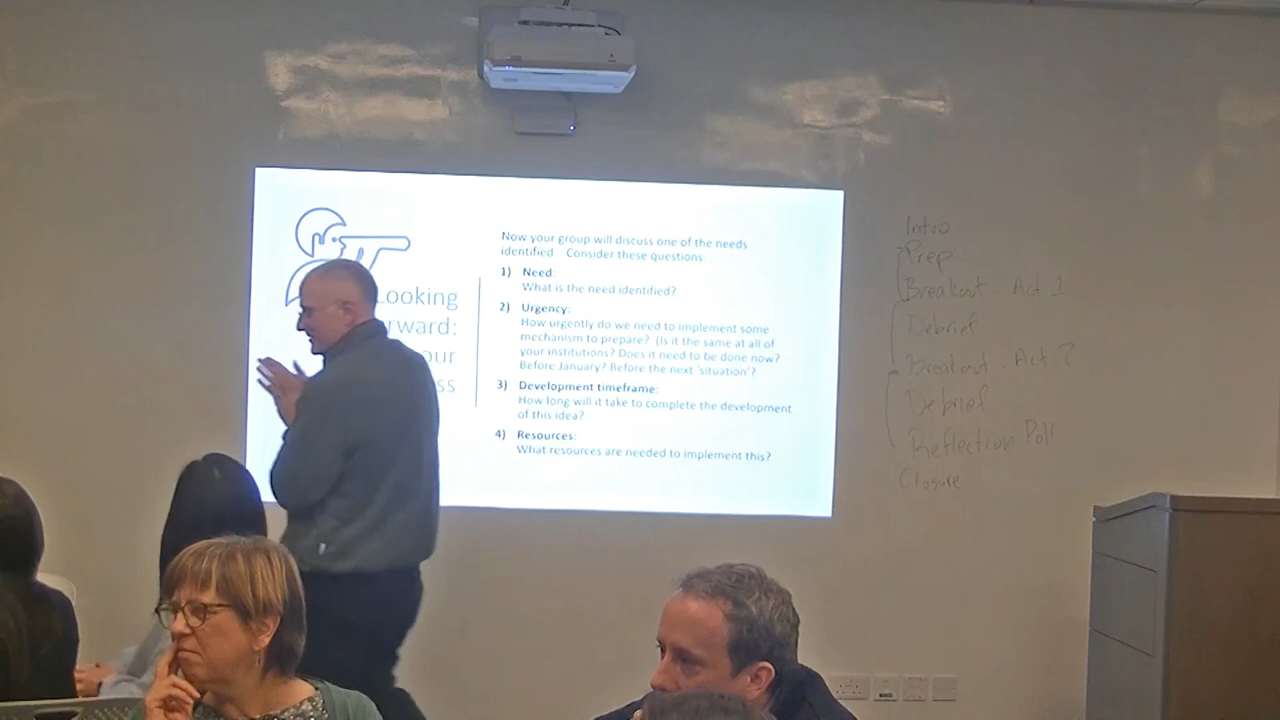 Looking
rward:
our
ss
Now your group will discuss one of the needs
identified. Consider these questions:
1) Need:
What is the need identified?
2) Urgency:
How urgently do we need to implement some
mechanism to prepare? (Is it the same at all of
your institutions? Does it need to be done now?
Before January? Before the next 'situation'?
3) Development timeframe:
How long will it take to complete the development
of this idea?
4) Resources:
What resources are needed to implement this?
Intro
Prep
Breakout - Act 1
Debrief
Breakout - Act 2
Debrief
Reflection Poll
Closure